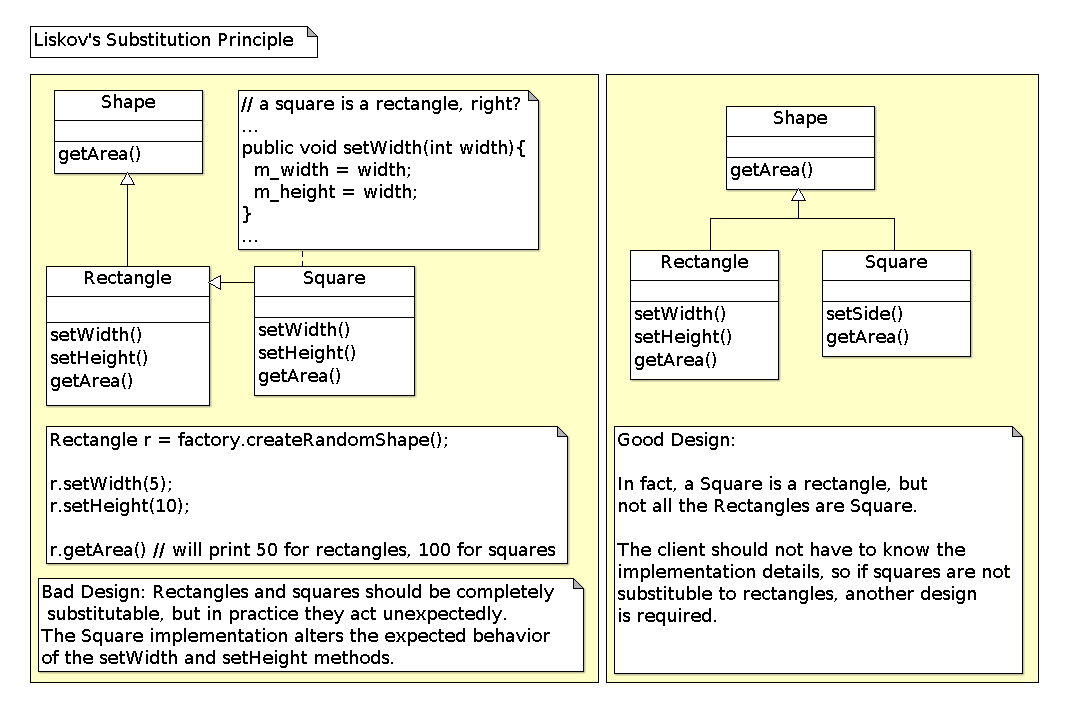 Liskov's Substitution Principle
Shape
getArea()
// a square is a rectangle, right?
...
public void setWidth(int width){
m_width = width;
m_height = width;
}
...
Rectangle
setWidth()
setHeight()
getArea()
Square
setWidth()
setHeight()
getArea()
Rectangle r = factory.createRandomShape();
r.setWidth(5);
r.setHeight(10);
r.getArea() // will print 50 for rectangles, 100 for squares
Bad Design: Rectangles and squares should be completely
substitutable, but in practice they act unexpectedly.
The Square implementation alters the expected behavior
of the setWidth and setHeight methods.
Shape
getArea()
Rectangle
setWidth()
setHeight()
getArea()
Square
setSide()
getArea()
Good Design:
In fact, a Square is a rectangle, but
not all the Rectangles are Square.
The client should not have to know the
implementation details, so if squares are not
substituble to rectangles, another design
is required.